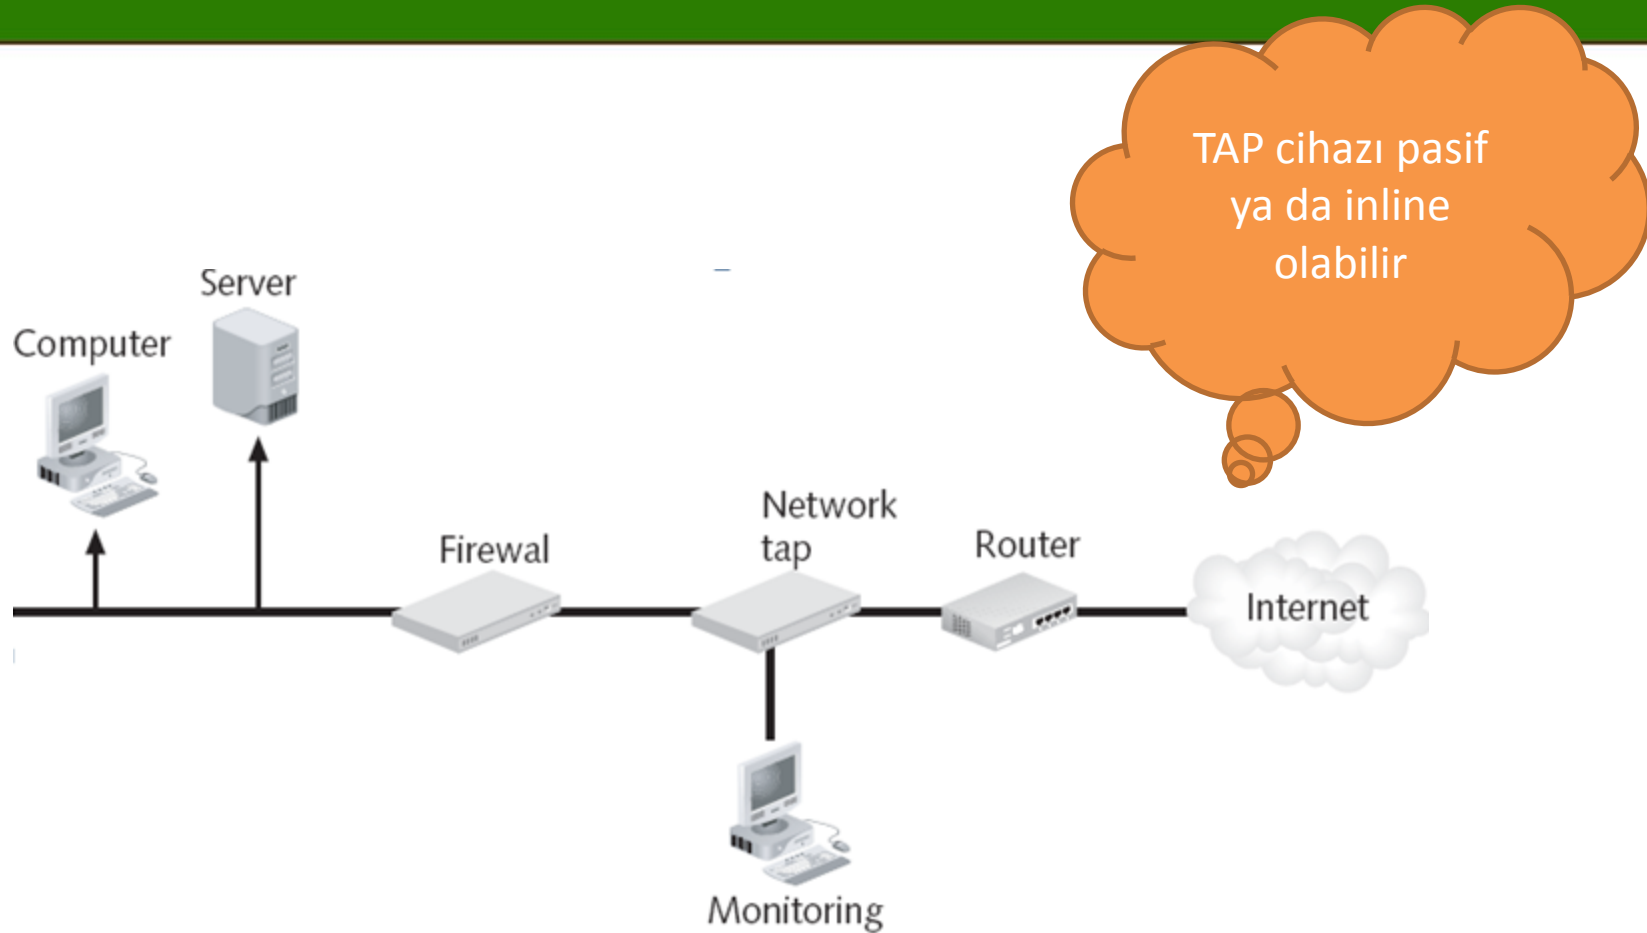 TAP cihazı pasif
ya da inline
olabilir
Server
Computer
Firewal
Network
tap
Router
Internet
Monitoring